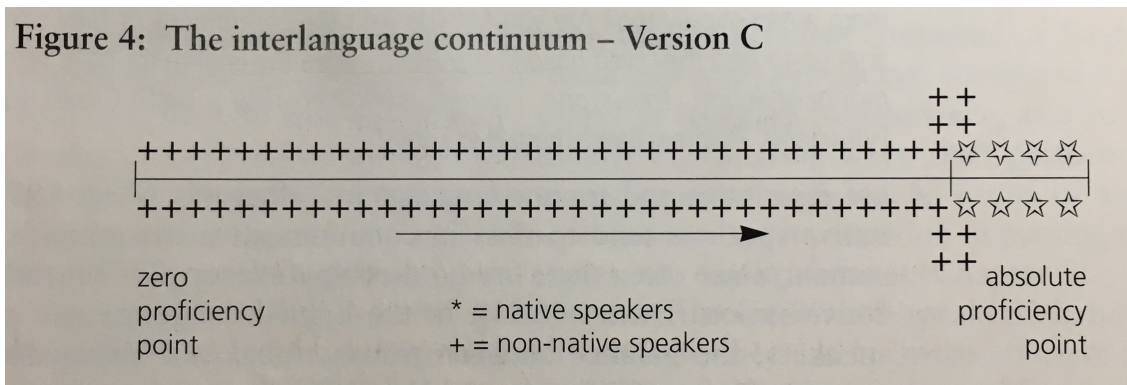 Figure 4: The interlanguage continuum – Version C
zero
proficiency
point
* = native speakers
+ = non-native speakers
absolute
proficiency
point